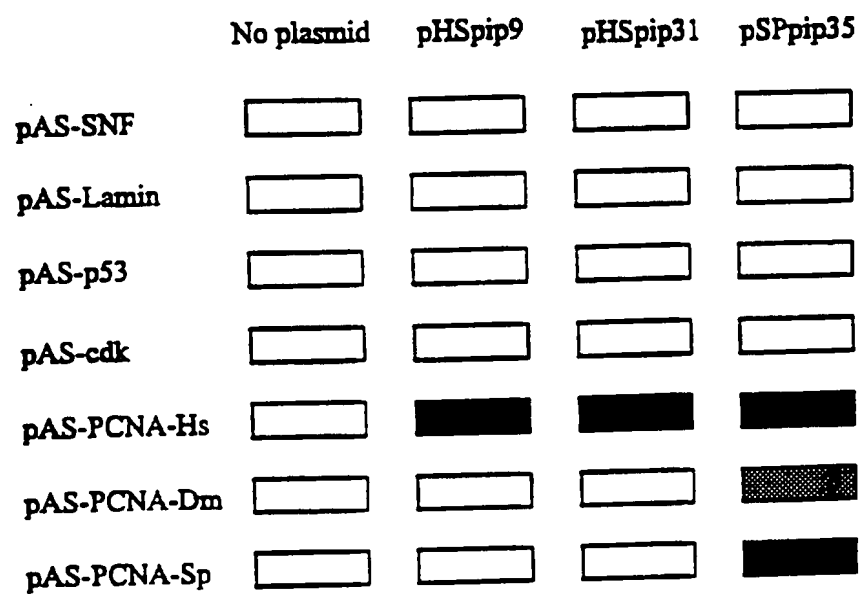 No plasmid pHSpip9 pHSpip31 pSPpip35
pAS-SNF
pAS-Lamin
pAS-p53
pAS-cdk
pAS-PCNA-Hs
pAS-PCNA-Dm
pAS-PCNA-Sp